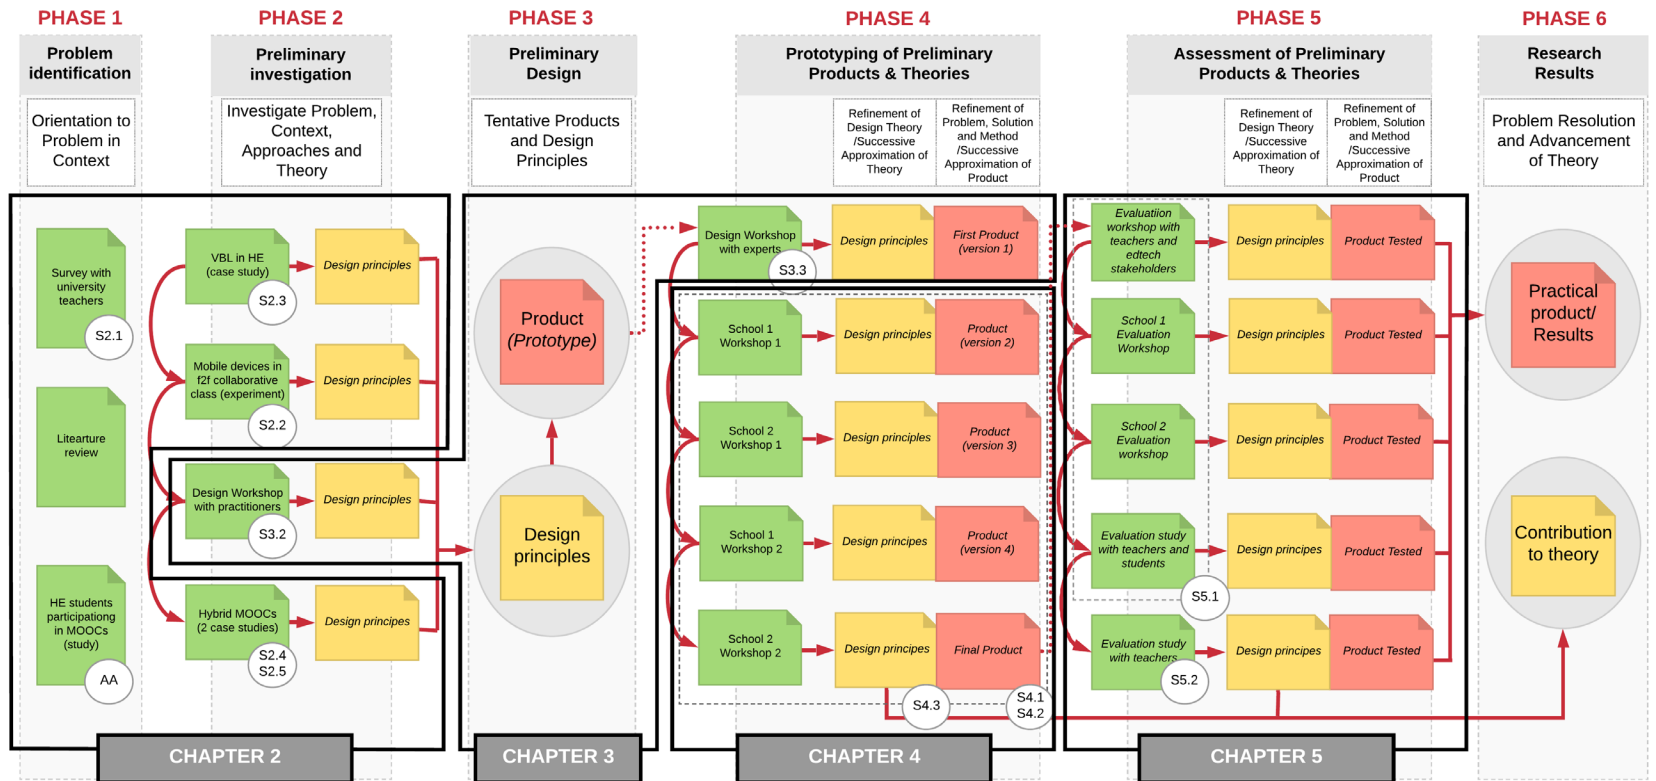 PHASE 1
PHASE 2
PHASE 3
PHASE 4
PHASE 5
PHASE 6
Problem
identification
Preliminary
investigation
Preliminary
Design
Prototyping of Preliminary
Products & Theories
Assessment of Preliminary
Products & Theories
Research
Results
Orientation to
Problem in
Context
Investigate Problem,
Context,
Approaches and
Theory
Tentative Products
and Design
Principles
Refinement of
Design Theory
/Successive
Approximation of
Theory
Refinement of
Problem, Solution
and Method
/Successive
Approximation of
Product
Refinement of
Design Theory
/Successive
Approximation of
Theory
Refinement of
Problem, Solution
and Method
/Successive
Approximation of
Product
Problem Resolution
and Advancement
of Theory
Survey with
university
teachers
S2.1
Litearture
review
HE students
participationg
in MOOCs
(study)
AA
VBL in HE
(case study)
S2.3
Design principles
Mobile devices in
f2f collaborative
class (experiment)
S2.2
Design principles
Design Workshop
with practitioners
S3.2
Design principles
Hybrid MOOCs
(2 case studies)
S2.4
S2.5
Design principes
Product
(Prototype)
Design
principles
Design Workshop
with experts
S3.3
Design principles
First Product
(version 1)
School 1
Workshop 1
Design principles
Product
(version 2)
School 2
Workshop 1
Design principles
Product
(version 3)
School 1
Workshop 2
Design principes
Product
(version 4)
School 2
Workshop 2
Design principes
Final Product
S4.3
S4.1
S4.2
Evaluatiion
workshop with
teachers and
edtech
stakeholders
Design principles
Product Tested
School 1
Evaluation
Workshop
Design principles
Product Tested
School 2
Evaluation
workshop
Design principles
Product Tested
Evaluation study
with teachers and
students
S5.1
Design principes
Product Tested
Evaluation study
with teachers
S5.2
Design principes
Product Tested
Practical
product/
Results
Contribution
to theory
CHAPTER 2
CHAPTER 3
CHAPTER 4
CHAPTER 5